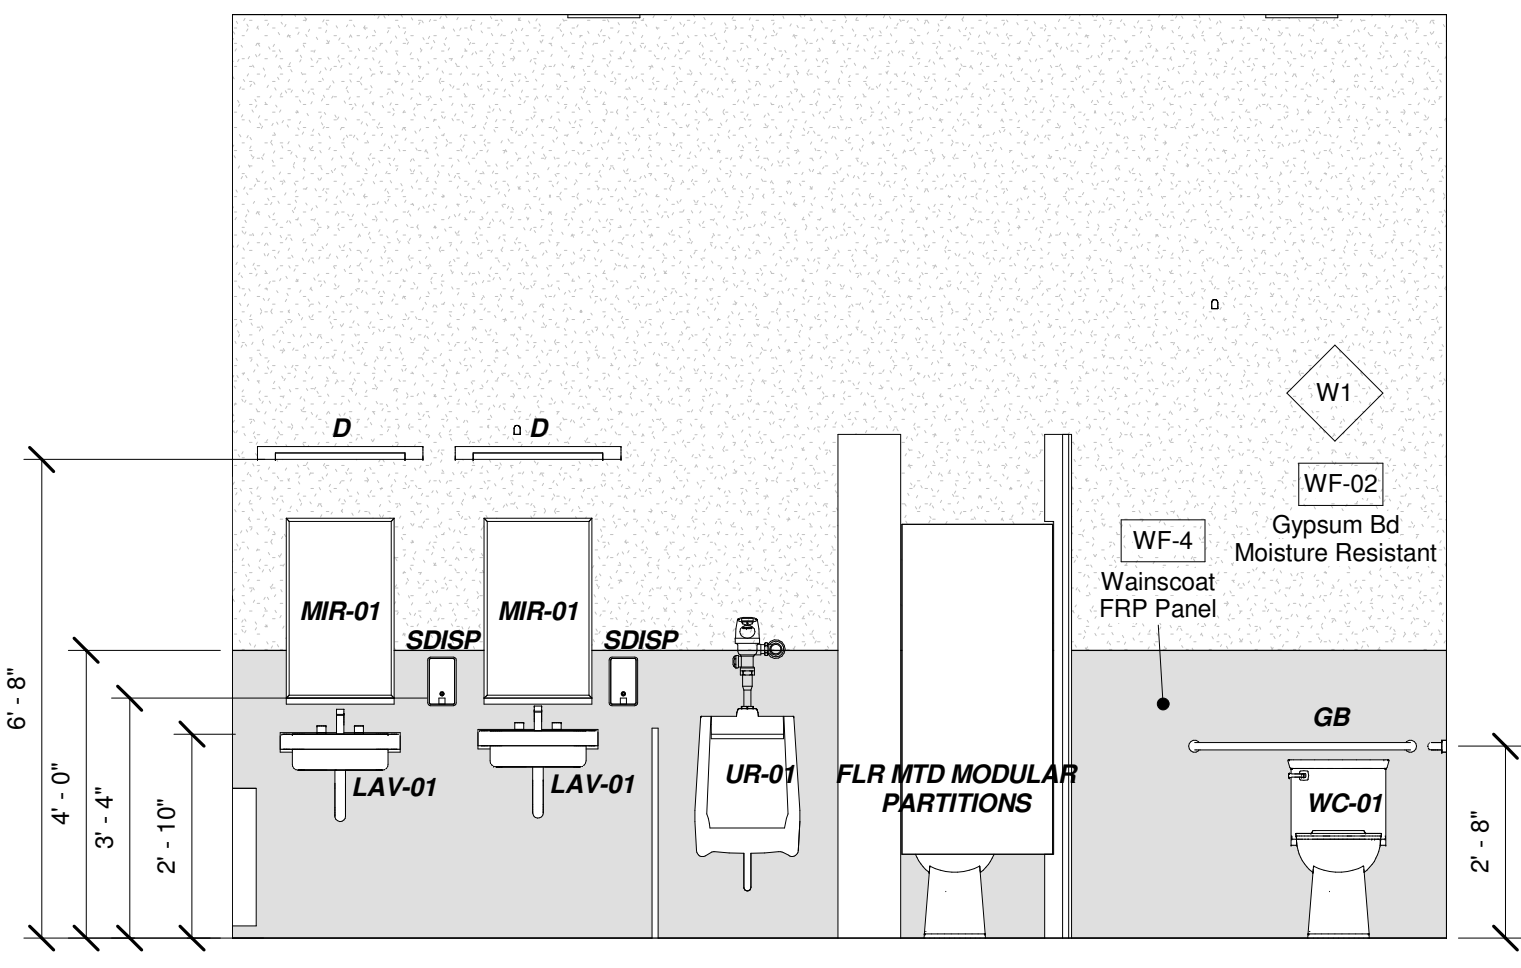 W1
D
D
WF-02
Gypsum Bd
Moisture Resistant
WF-4
Wainscoat
FRP Panel
MIR-01
MIR-01
SDISP
SDISP
6' - 8"
4' - 0"
3' - 4"
2' - 10"
GB
LAV-01
LAV-01
UR-01
FLR MTD MODULAR
PARTITIONS
WC-01
2' - 8"